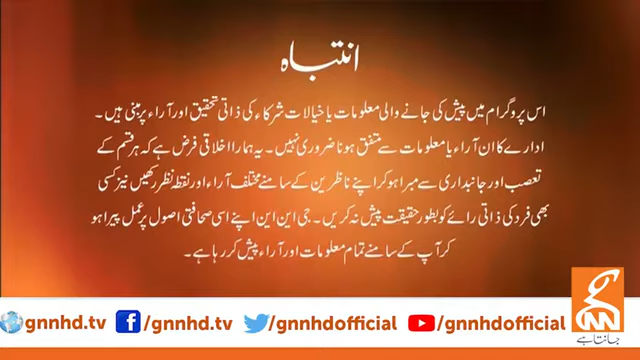 انتباہ
اس پروگرام میں پیش کی جانے والی معلومات یا خیالات شرکاء کی ذاتی تحقیق اور آراء پر مبنی ہیں۔
ادارے کا ان آراء یا معلومات سے متفق ہونا ضروری نہیں۔ یہ ہمارا اخلاقی فرض ہے کہ ہر قسم کے
تعصب اور جانبداری سے مبرا ہو کر اپنے ناظرین کے سامنے مختلف آراء اور نقطہ نظر رکھیں نیز کسی
بھی فرد کی ذاتی رائے کو بطور حقیقت پیش نہ کریں۔ جی این این اپنے اسی صحافتی اصول پر عمل پیرا ہو
کر آپ کے سامنے تمام معلومات اور آراء پیش کر رہا ہے۔
gnnhd.tv /gnnhdtv /gnnhdofficial /gnnhdofficial
GNN
جانتا ہے